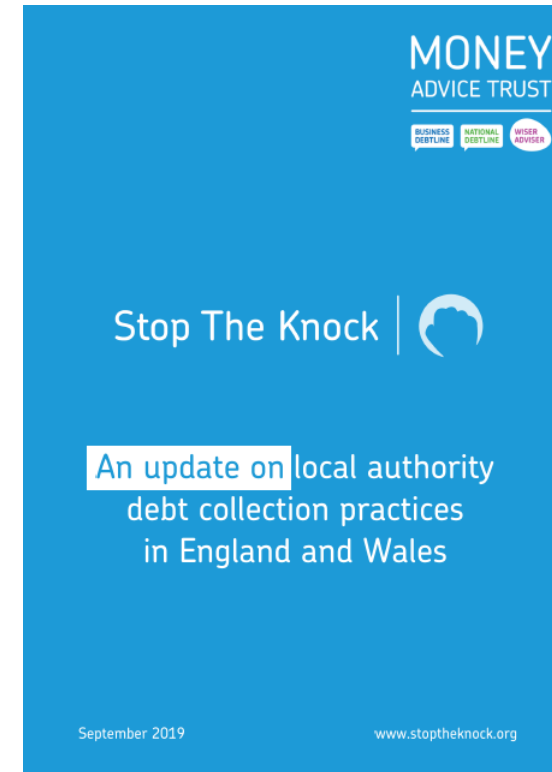 MONEY
ADVICE TRUST
BUSINESS DEBTLINE NATIONAL DEBTLINE WISER ADVISER
Stop The Knock
An update on local authority
debt collection practices
in England and Wales
September 2019 www.stoptheknock.org